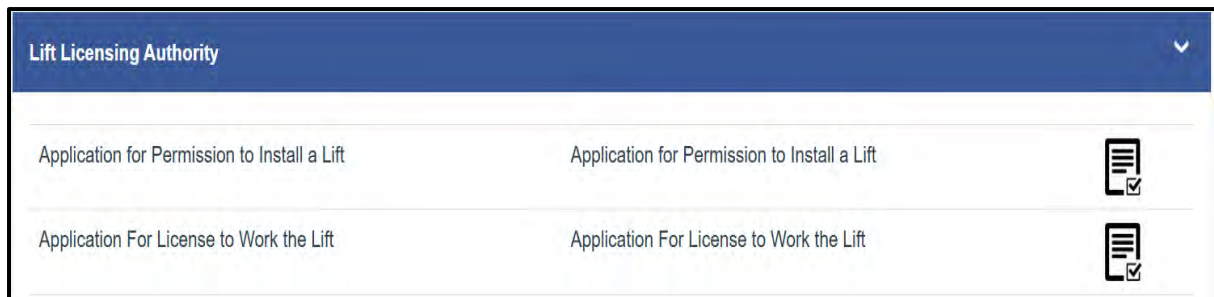 Lift Licensing Authority
Application for Permission to Install a Lift Application for Permission to Install a Lift
Application For License to Work the Lift Application For License to Work the Lift